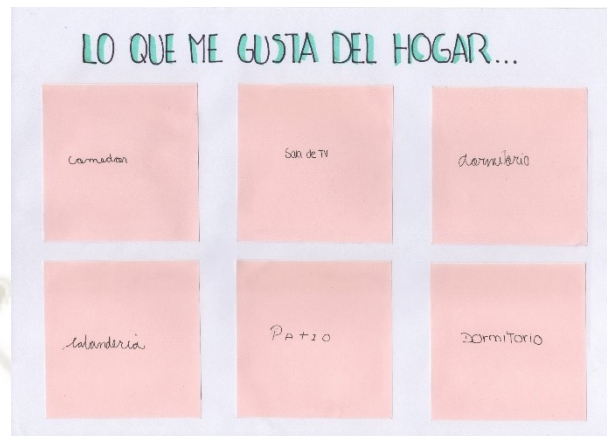 LO QUE ME GUSTA DEL HOGAR...
comedor
Sala de TV
dormitorio
lavanderia
PAtIO
DormiTorio